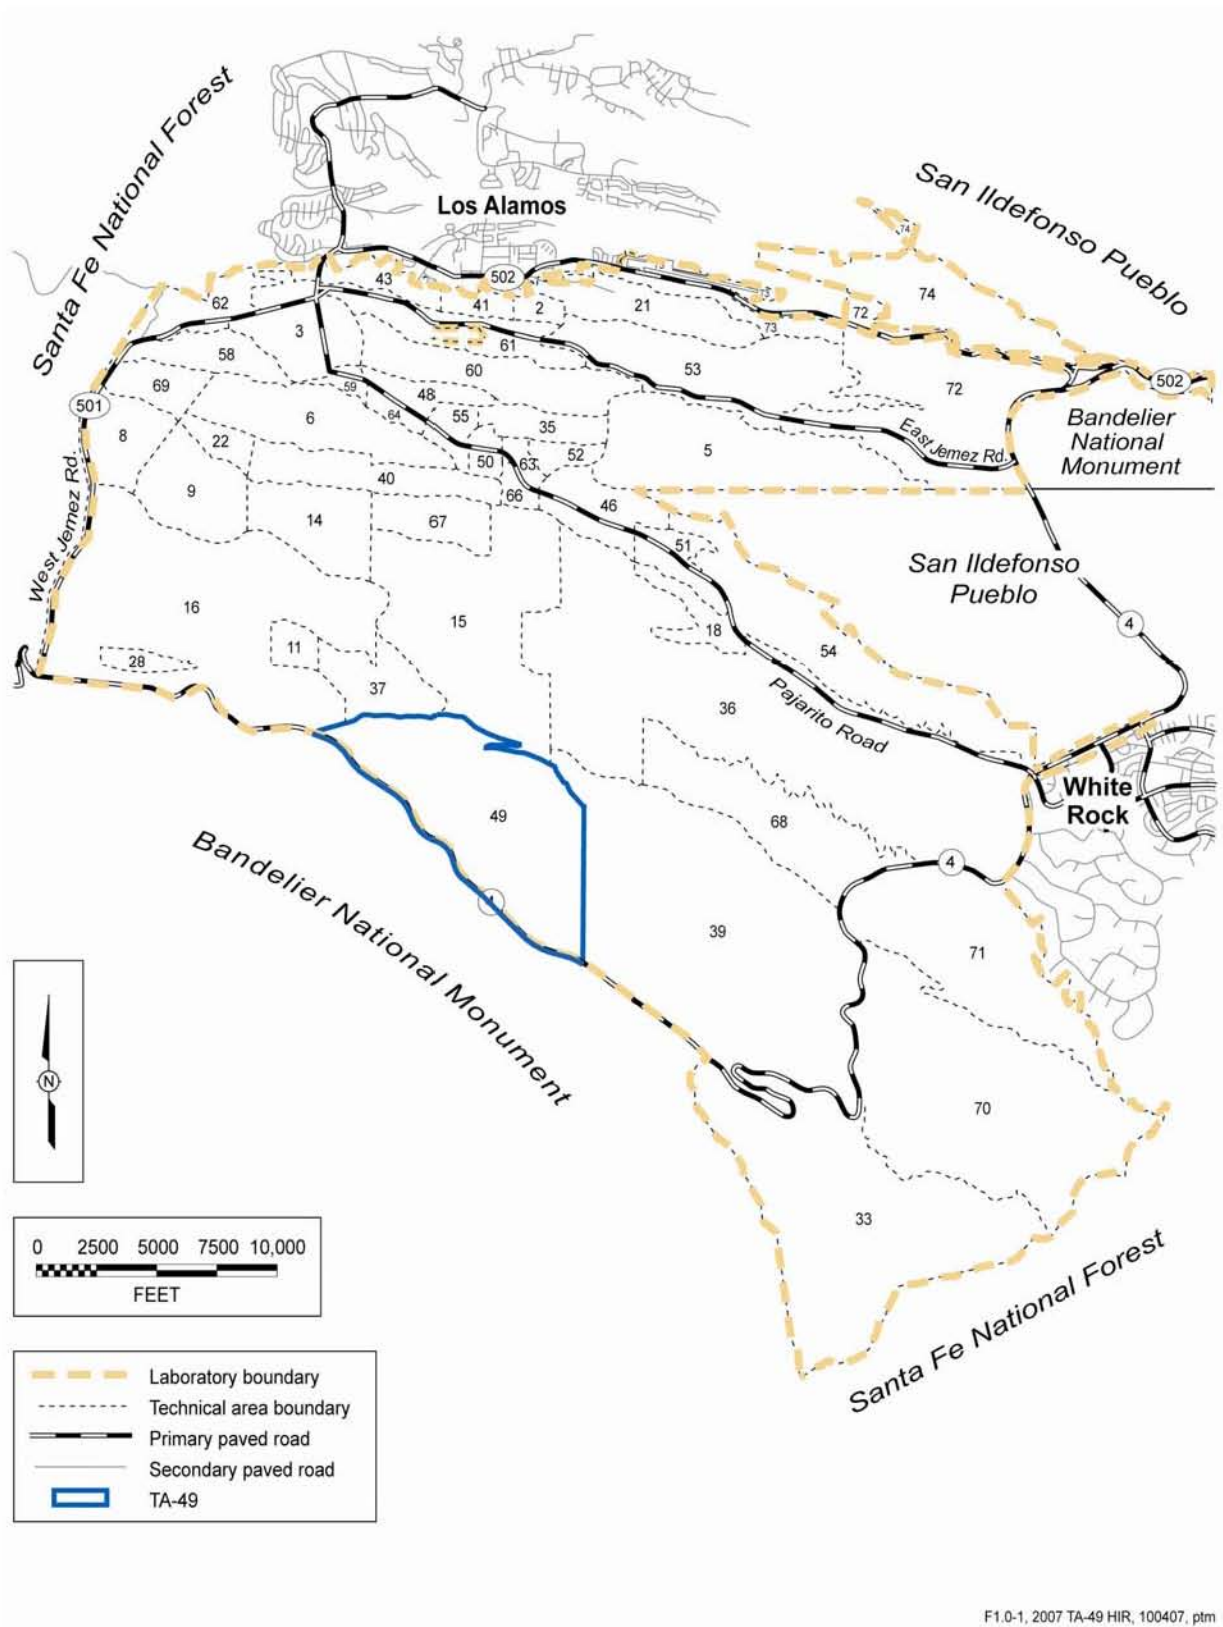 Santa Fe National Forest
Los Alamos
San Ildefonso Pueblo
74
74
502
43
62
41
2
21
73
72
73
3
61
58
53
60
72
502
69
59
48
501
64
55
6
35
Bandelier
National
Monument
8
22
East Jemez Rd.
5
52
50
63
40
9
66
46
14
67
West Jemez Rd.
51
San Ildefonso
Pueblo
16
15
4
18
11
54
28
37
36
Pajarito Road
White
Rock
49
68
4
Bandelier National Monument
39
71
N
70
33
Santa Fe National Forest
0 2500 5000 7500 10,000
FEET
Laboratory boundary
Technical area boundary
Primary paved road
Secondary paved road
TA-49
F1.0-1, 2007 TA-49 HIR, 100407, ptm